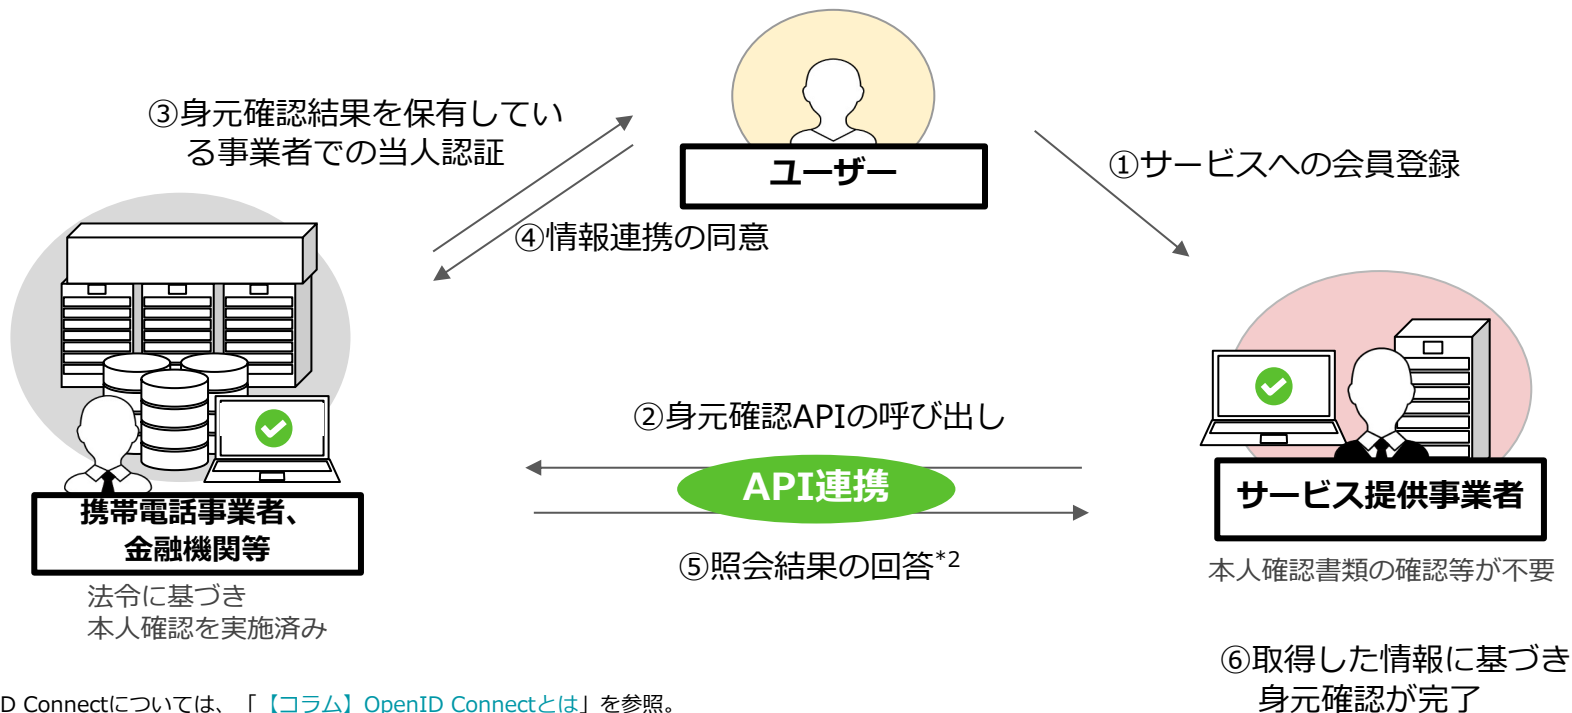 ③身元確認結果を保有してい
る事業者での当人認証
ユーザー
①サービスへの会員登録
④情報連携の同意
②身元確認APIの呼び出し
API連携
⑤照会結果の回答*2
携帯電話事業者、
金融機関等
法令に基づき
本人確認を実施済み
サービス提供事業者
本人確認書類の確認等が不要
⑥取得した情報に基づき
身元確認が完了
D Connectについては、「【コラム】OpenID Connectとは」を参照。